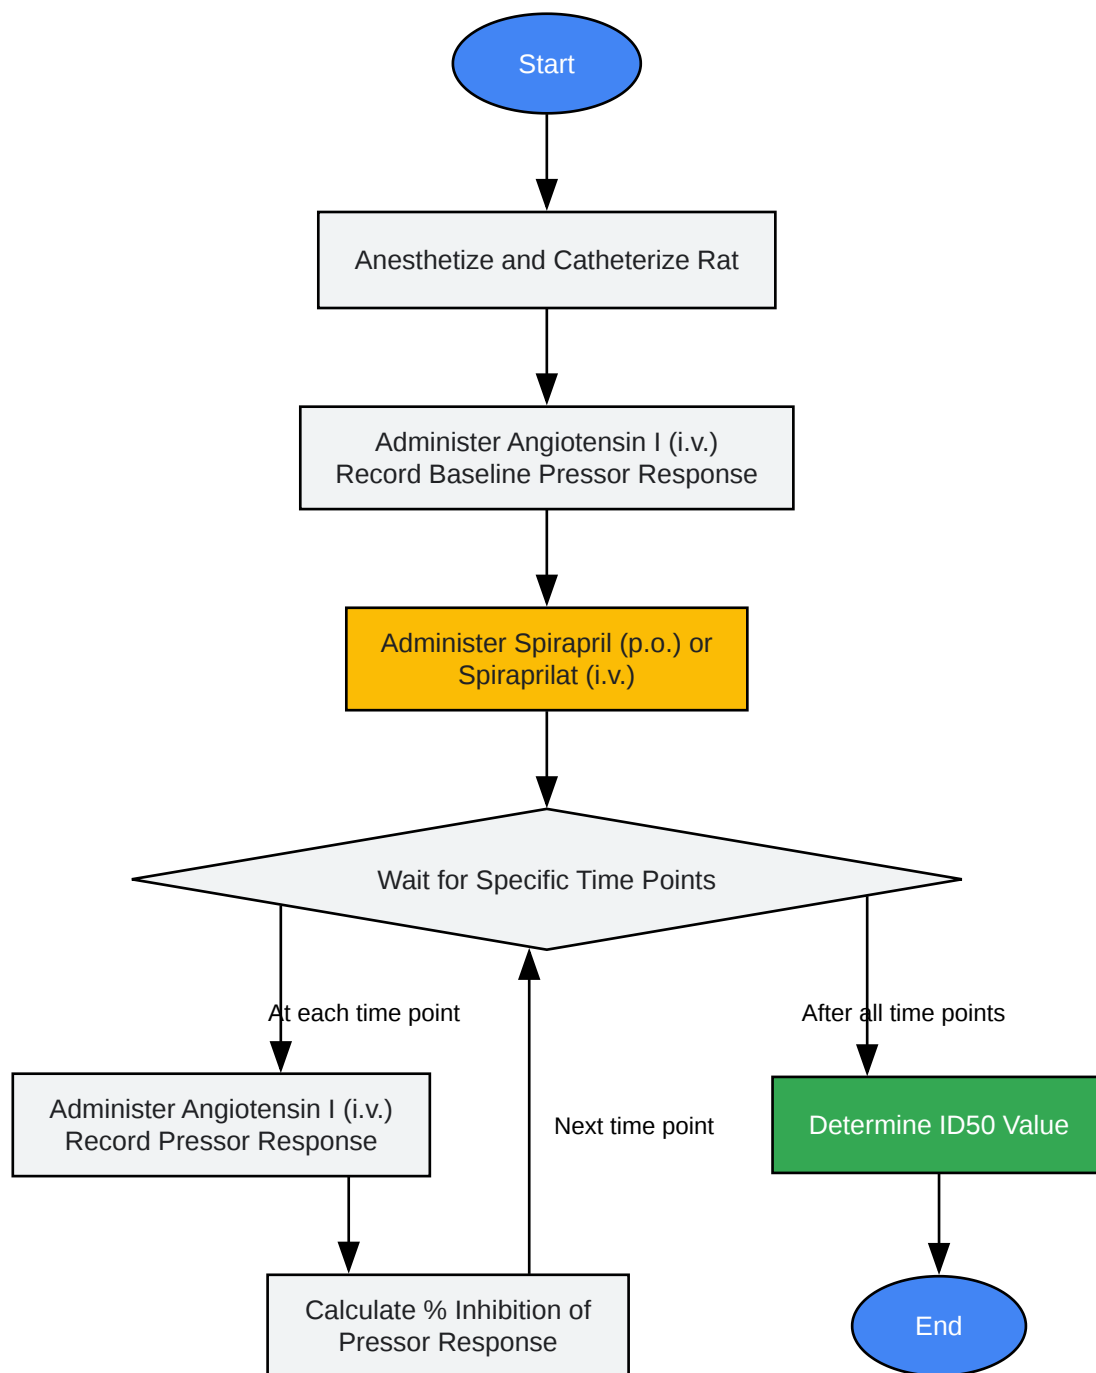 Start
Anesthetize and Catheterize Rat
Administer Angiotensin I (i.v.)
Record Baseline Pressor Response
Administer Spirapril (p.o.) or
Spiraprilat (i.v.)
Wait for Specific Time Points
At each time point
After all time points
Administer Angiotensin I (i.v.)
Record Pressor Response
Next time point
Determine ID50 Value
Calculate % Inhibition of
Pressor Response
End